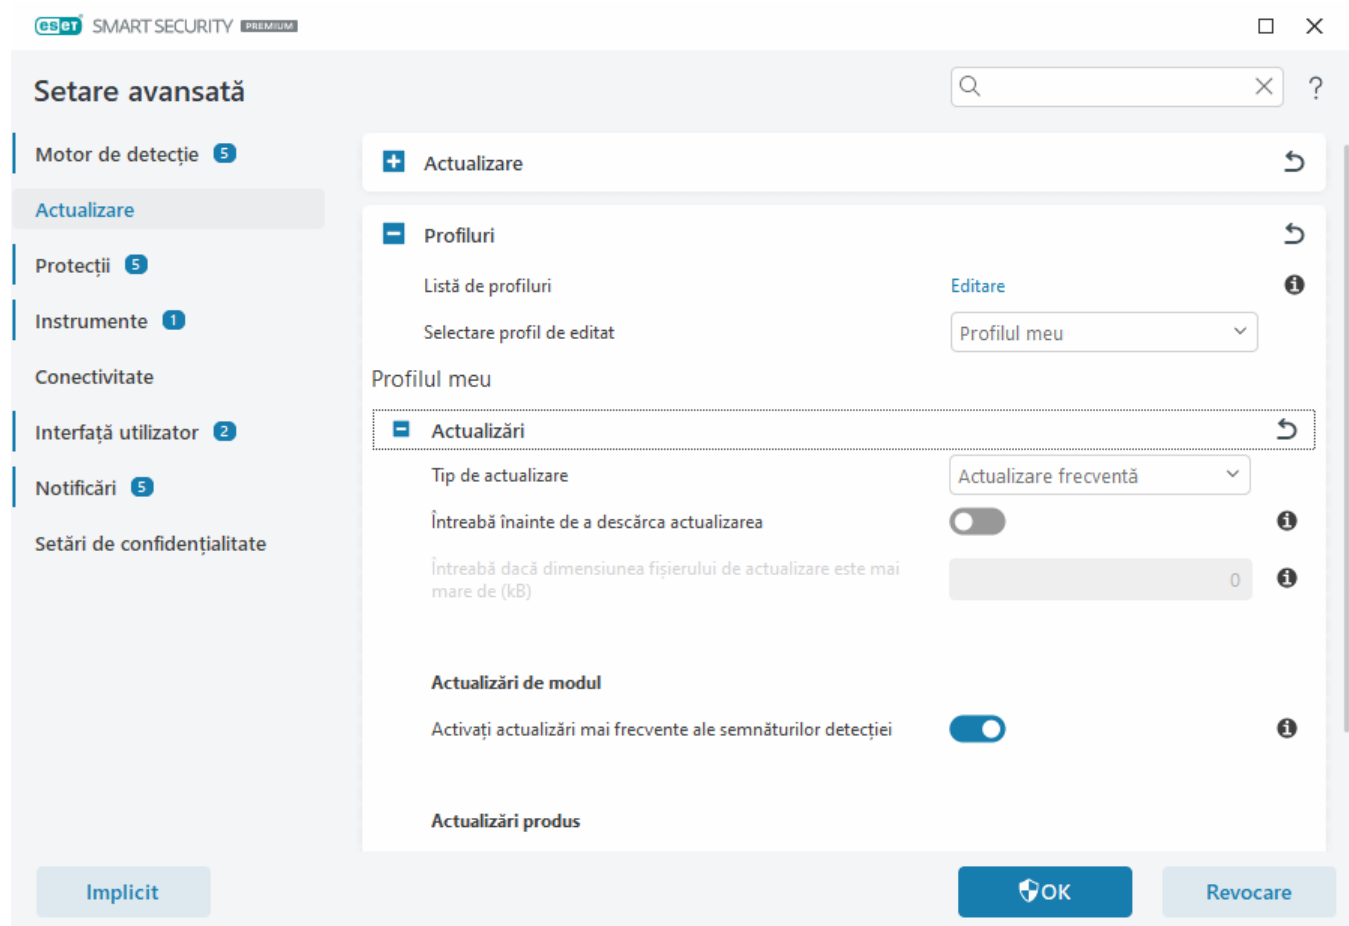 eset SMART SECURITY PREMIUM
Setare avansată
?
Motor de detecție 5
Actualizare
Protecții 5
Instrumente 1
Conectivitate
Interfață utilizator 2
Notificări 5
Setări de confidențialitate
Actualizare
Profiluri
Listă de profiluri Editare
Selectare profil de editat Profilul meu
Profilul meu
Actualizări
Tip de actualizare Actualizare frecventă
Întreabă înainte de a descărca actualizarea
Întreabă dacă dimensiunea fișierului de actualizare este mai
mare de (kB) 0
Actualizări de modul
Activați actualizări mai frecvente ale semnăturilor detecției
Actualizări produs
Implicit OK Revocare